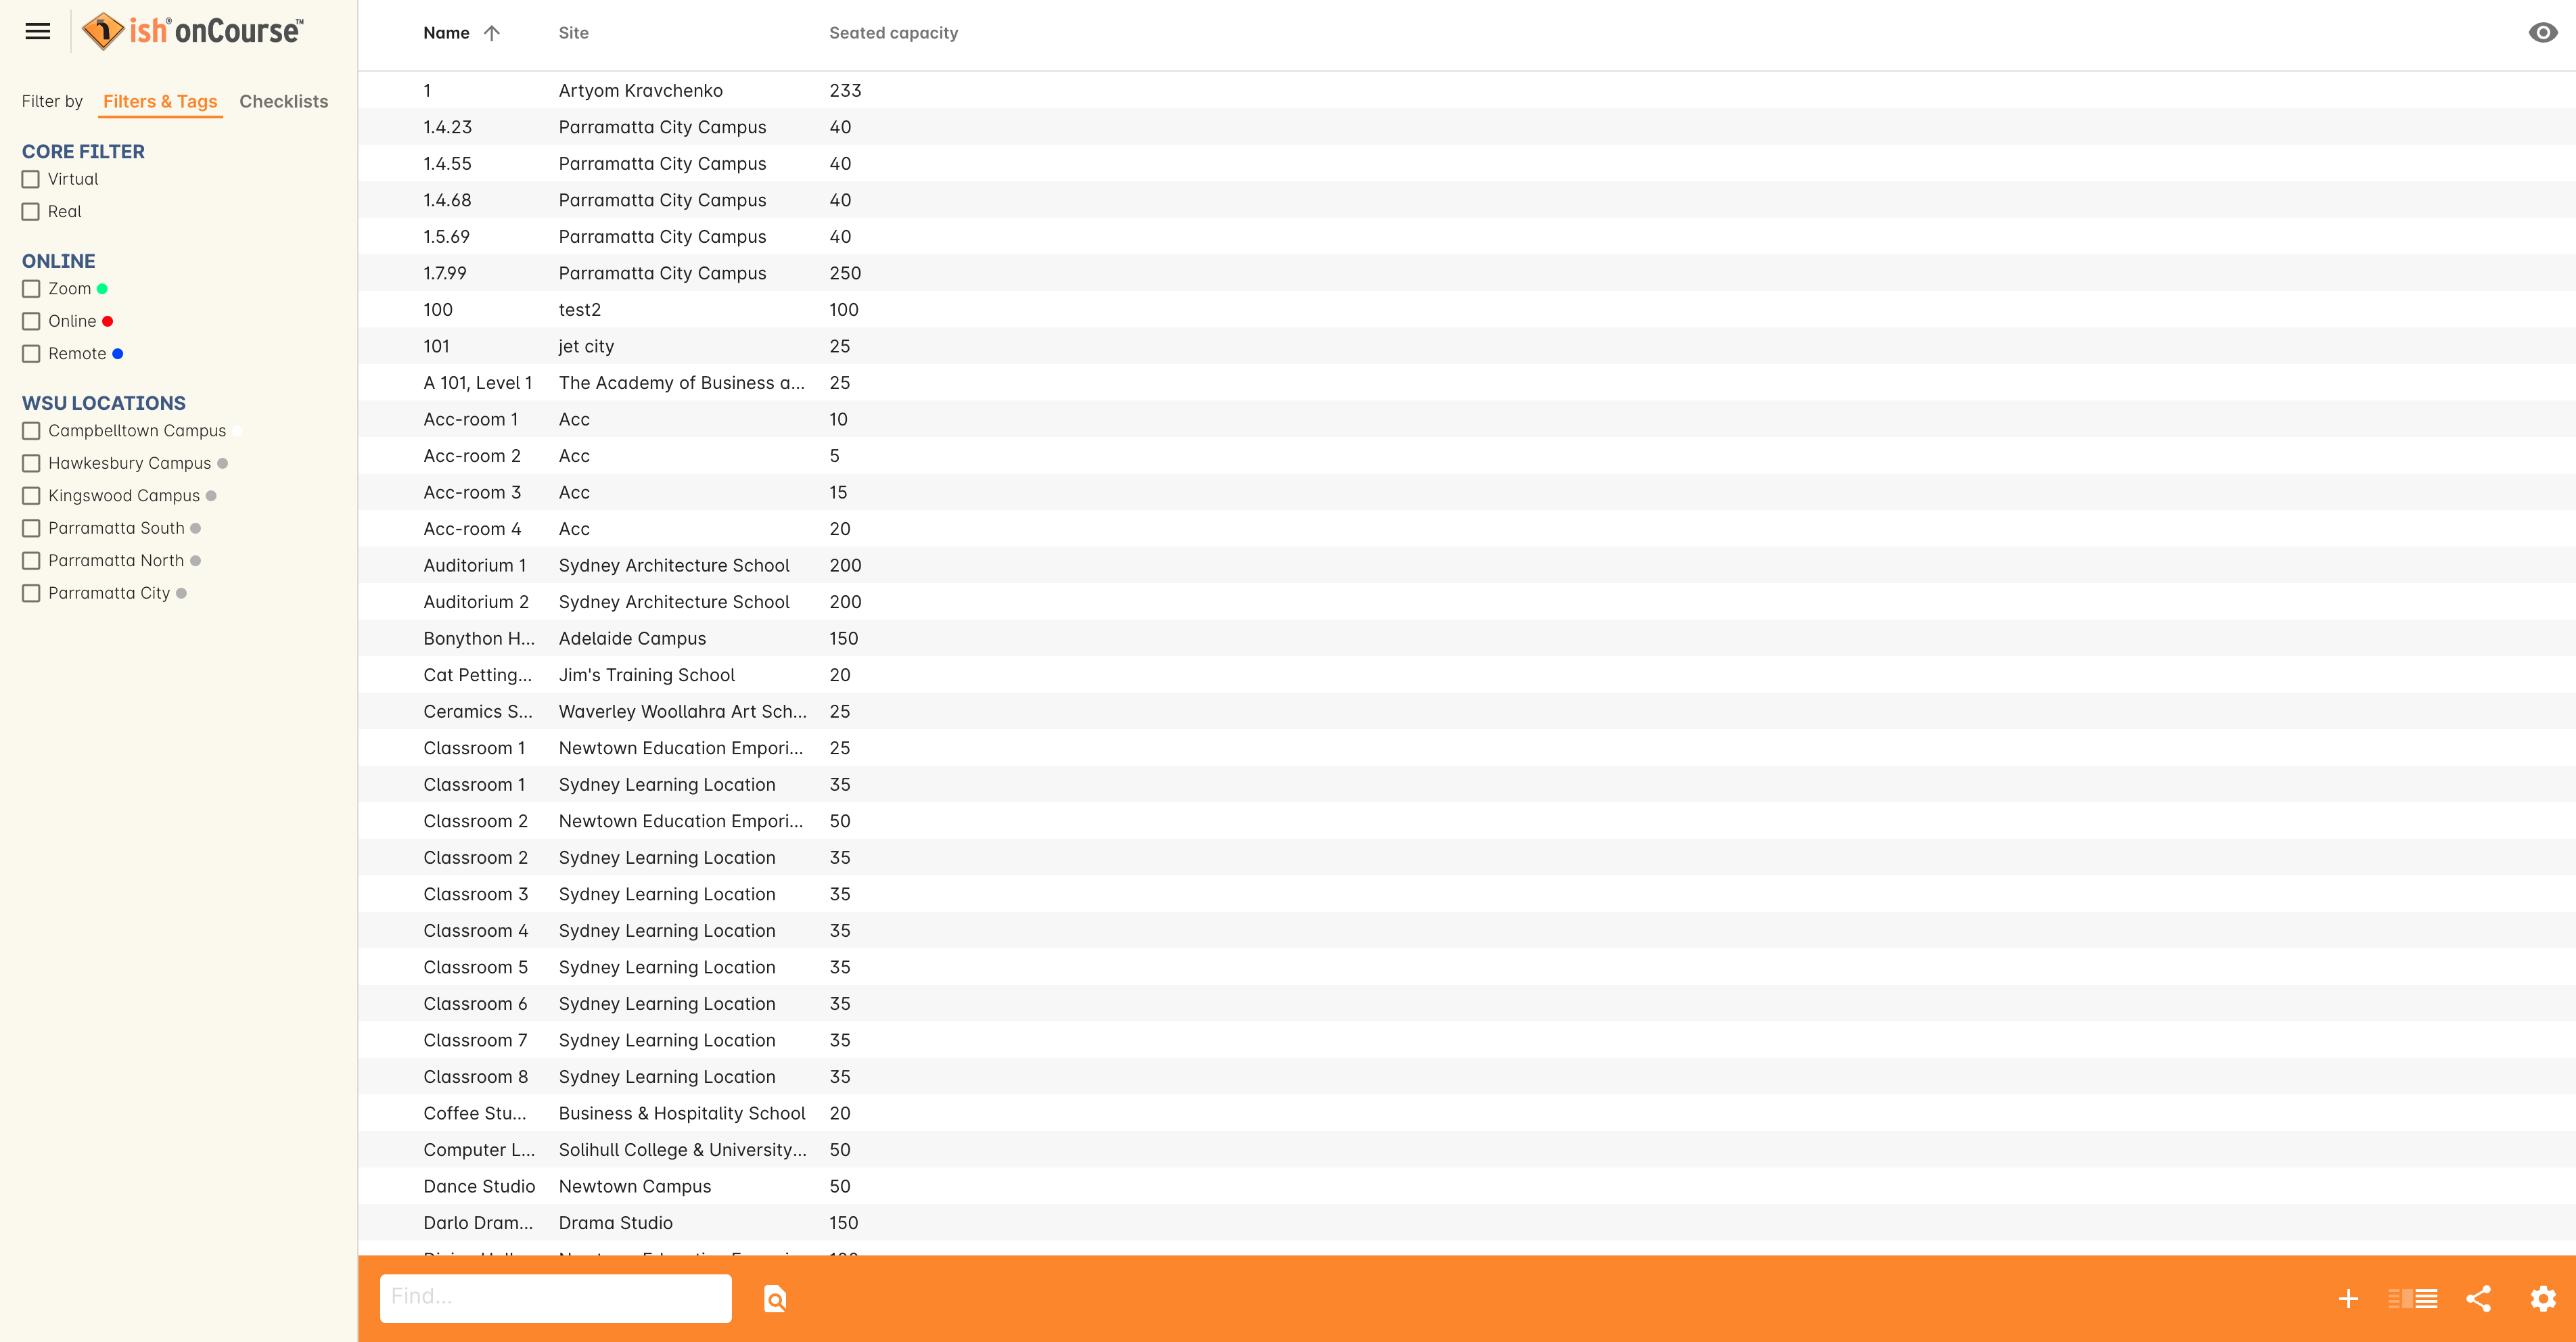 ish® onCourse™
Filter by Filters & Tags Checklists
CORE FILTER
Virtual
Real
ONLINE
Zoom
Online
Remote
WSU LOCATIONS
Campbelltown Campus
Hawkesbury Campus
Kingswood Campus
Parramatta South
Parramatta North
Parramatta City
Name Site Seated capacity
1 Artyom Kravchenko 233
1.4.23 Parramatta City Campus 40
1.4.55 Parramatta City Campus 40
1.4.68 Parramatta City Campus 40
1.5.69 Parramatta City Campus 40
1.7.99 Parramatta City Campus 250
100 test2 100
101 jet city 25
A 101, Level 1 The Academy of Business a... 25
Acc-room 1 Acc 10
Acc-room 2 Acc 5
Acc-room 3 Acc 15
Acc-room 4 Acc 20
Auditorium 1 Sydney Architecture School 200
Auditorium 2 Sydney Architecture School 200
Bonython H... Adelaide Campus 150
Cat Petting... Jim's Training School 20
Ceramics S... Waverley Woollahra Art Sch... 25
Classroom 1 Newtown Education Empori... 25
Classroom 1 Sydney Learning Location 35
Classroom 2 Newtown Education Empori... 50
Classroom 2 Sydney Learning Location 35
Classroom 3 Sydney Learning Location 35
Classroom 4 Sydney Learning Location 35
Classroom 5 Sydney Learning Location 35
Classroom 6 Sydney Learning Location 35
Classroom 7 Sydney Learning Location 35
Classroom 8 Sydney Learning Location 35
Coffee Stu... Business & Hospitality School 20
Computer L... Solihull College & University... 50
Dance Studio Newtown Campus 50
Darlo Dram... Drama Studio 150
Find...